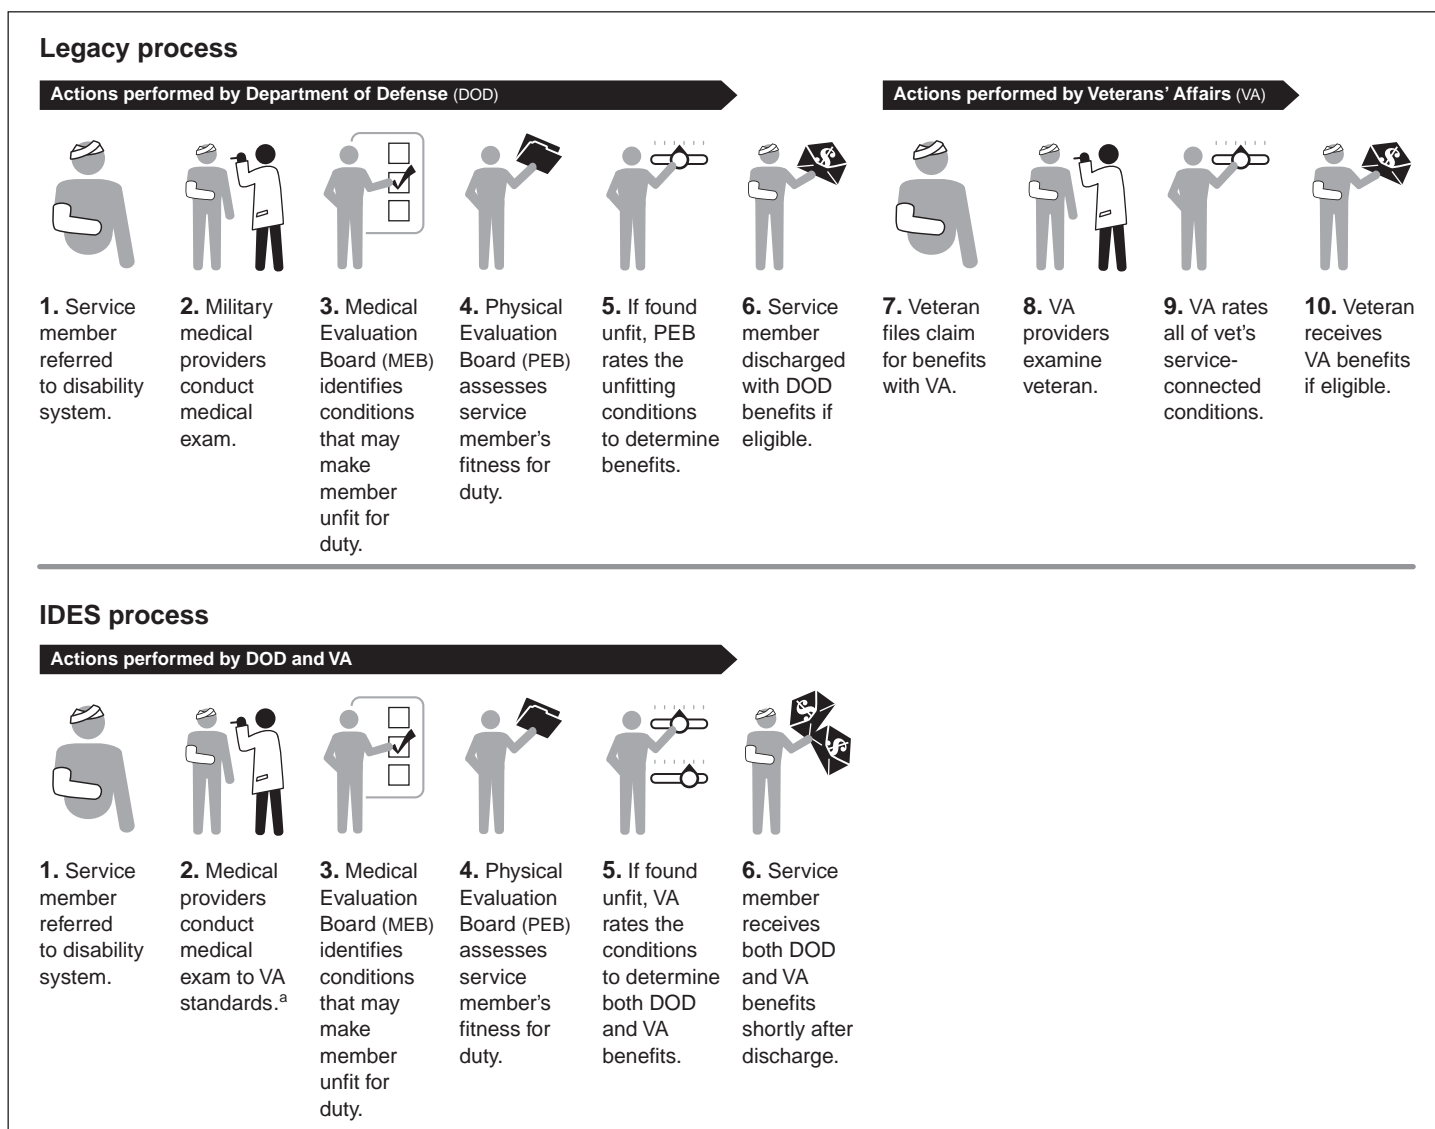 Legacy process
Actions performed by Department of Defense (DOD)
Actions performed by Veterans' Affairs (VA)
1. Service
member
referred
to disability
system.
2. Military
medical
providers
conduct
medical
exam.
3. Medical
Evaluation
Board (MEB)
identifies
conditions
that may
make
member
unfit for
duty.
4. Physical
Evaluation
Board (PEB)
assesses
service
member's
fitness for
duty.
5. If found
unfit, PEB
rates the
unfitting
conditions
to determine
benefits.
6. Service
member
discharged
with DOD
benefits if
eligible.
7. Veteran
files claim
for benefits
with VA.
8. VA
providers
examine
veteran.
9. VA rates
all of vet's
service-
connected
conditions.
10. Veteran
receives
VA benefits
if eligible.
IDES process
Actions performed by DOD and VA
1. Service
member
referred
to disability
system.
2. Medical
providers
conduct
medical
exam to VA
standards.a
3. Medical
Evaluation
Board (MEB)
identifies
conditions
that may
make
member
unfit for
duty.
4. Physical
Evaluation
Board (PEB)
assesses
service
member's
fitness for
duty.
5. If found
unfit, VA
rates the
conditions
to determine
both DOD
and VA
benefits.
6. Service
member
receives
both DOD
and VA
benefits
shortly after
discharge.